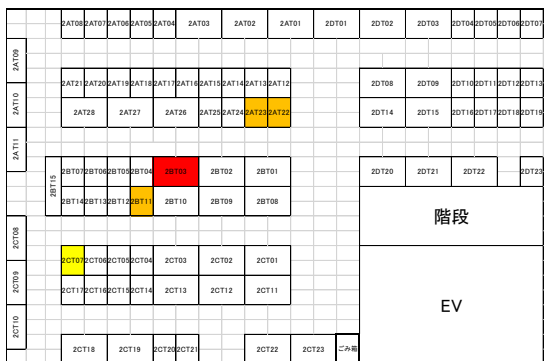 2AT08 2AT07 2AT06 2AT05 2AT04 2AT03 2AT02 2AT01 2DT01 2DT02 2DT03 2DT04 2DT05 2DT06 2DT07
2AT09
2AT21 2AT20 2AT19 2AT18 2AT17 2AT16 2AT15 2AT14 2AT13 2AT12 2DT08 2DT09 2DT10 2DT11 2DT12 2DT13
2AT10
2AT28 2AT27 2AT26 2AT25 2AT24 2AT23 2AT22 2DT14 2DT15 2DT16 2DT17 2DT18 2DT19
2AT11
2BT15
2BT07 2BT06 2BT05 2BT04 2BT03 2BT02 2BT01 2DT20 2DT21 2DT22 2DT23
2BT14 2BT13 2BT12 2BT11 2BT10 2BT09 2BT08
階段
2CT08
2CT07 2CT06 2CT05 2CT04 2CT03 2CT02 2CT01
2CT09
2CT17 2CT16 2CT15 2CT14 2CT13 2CT12 2CT11
EV
2CT10
2CT18 2CT19 2CT20 2CT21 2CT22 2CT23 ごみ箱